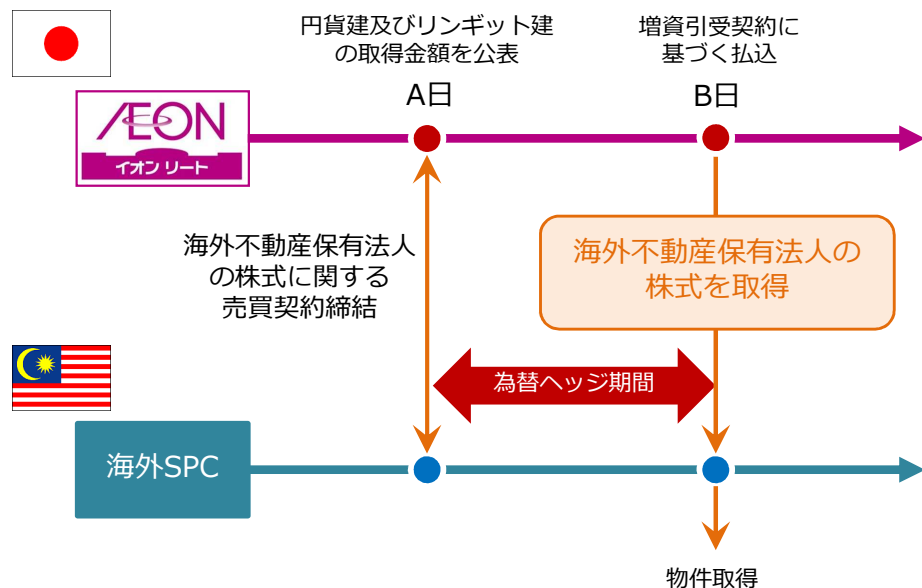 円貨建及びリンギット建
の取得金額を公表
増資引受契約に
基づく払込
A日
B日
ÆON
イオン リート
海外不動産保有法人
の株式に関する
売買契約締結
海外不動産保有法人の
株式を取得
為替ヘッジ期間
海外SPC
物件取得